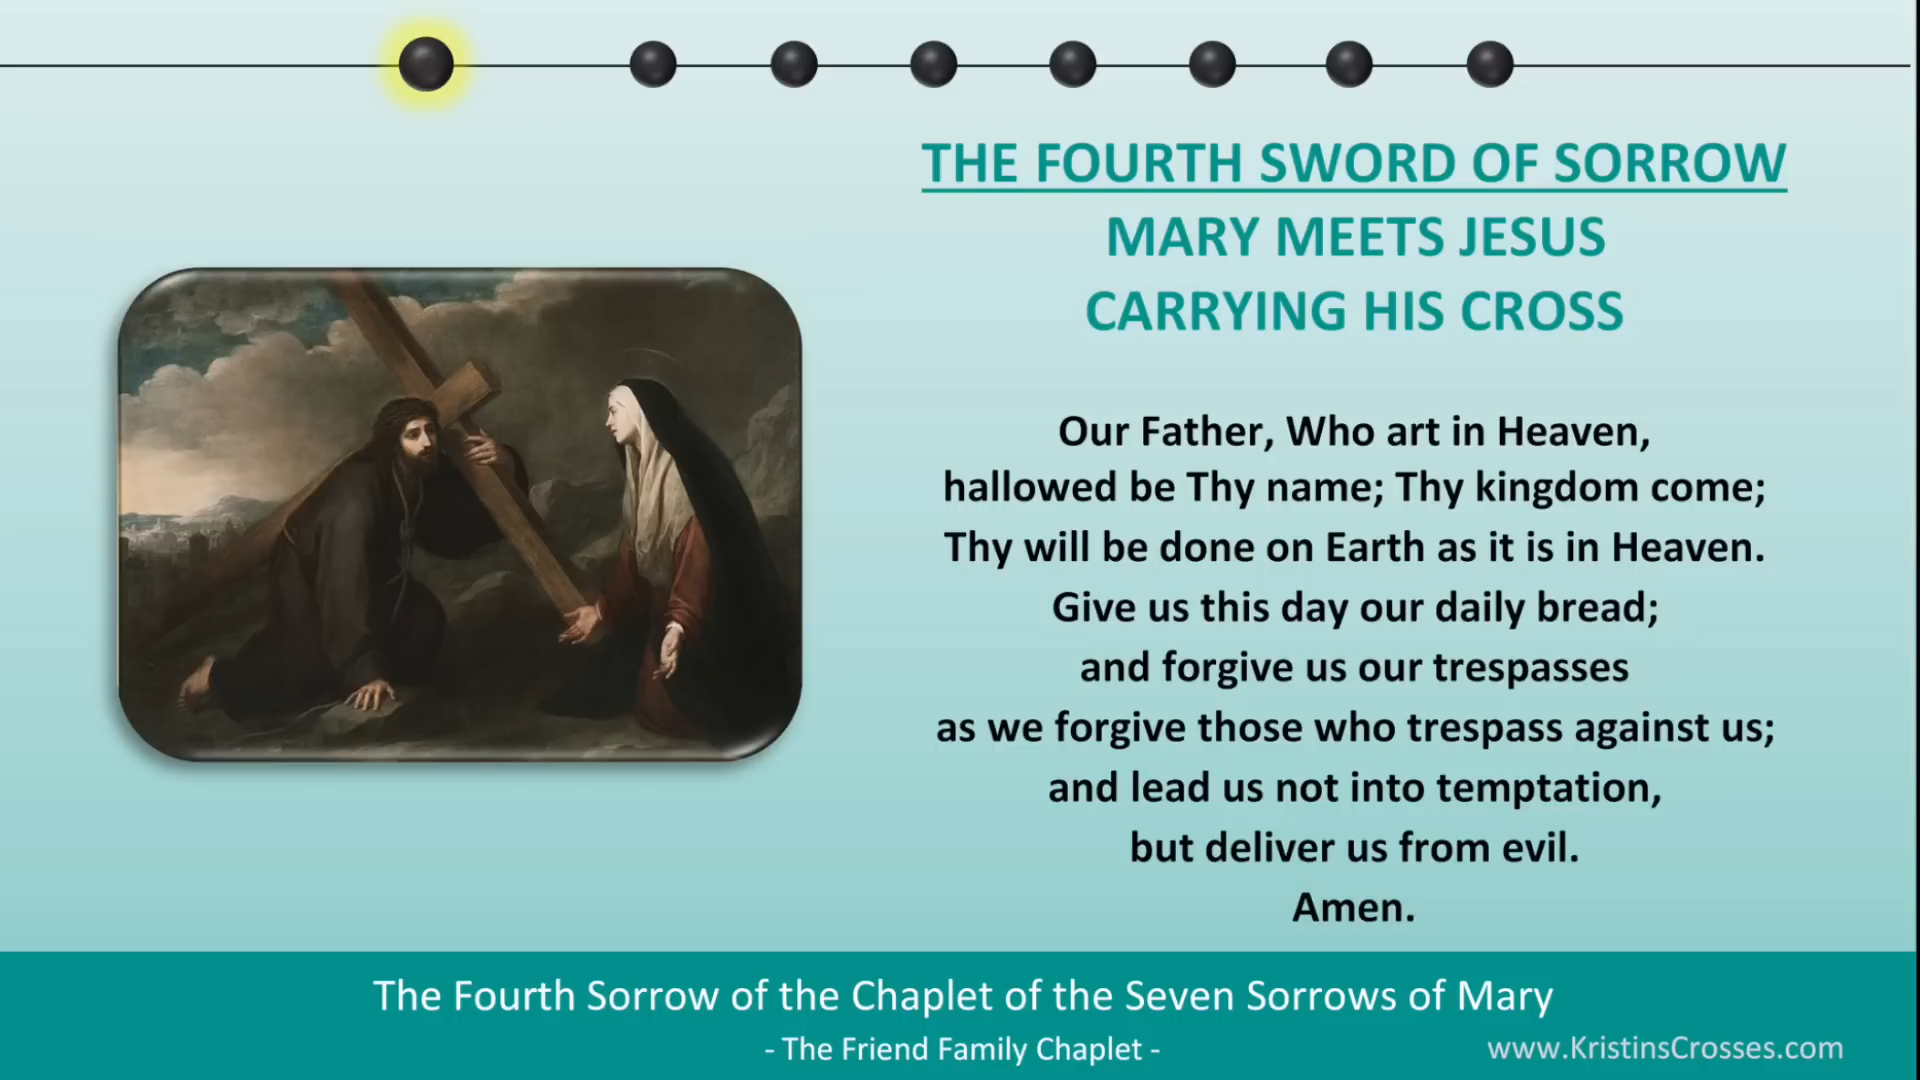 THE FOURTH SWORD OF SORROW
MARY MEETS JESUS
CARRYING HIS CROSS
Our Father, Who art in Heaven,
hallowed be Thy name; Thy kingdom come;
Thy will be done on Earth as it is in Heaven.
Give us this day our daily bread;
and forgive us our trespasses
as we forgive those who trespass against us;
and lead us not into temptation,
but deliver us from evil.
Amen.
The Fourth Sorrow of the Chaplet of the Seven Sorrows of Mary
- The Friend Family Chaplet -
www.KristinsCrosses.com